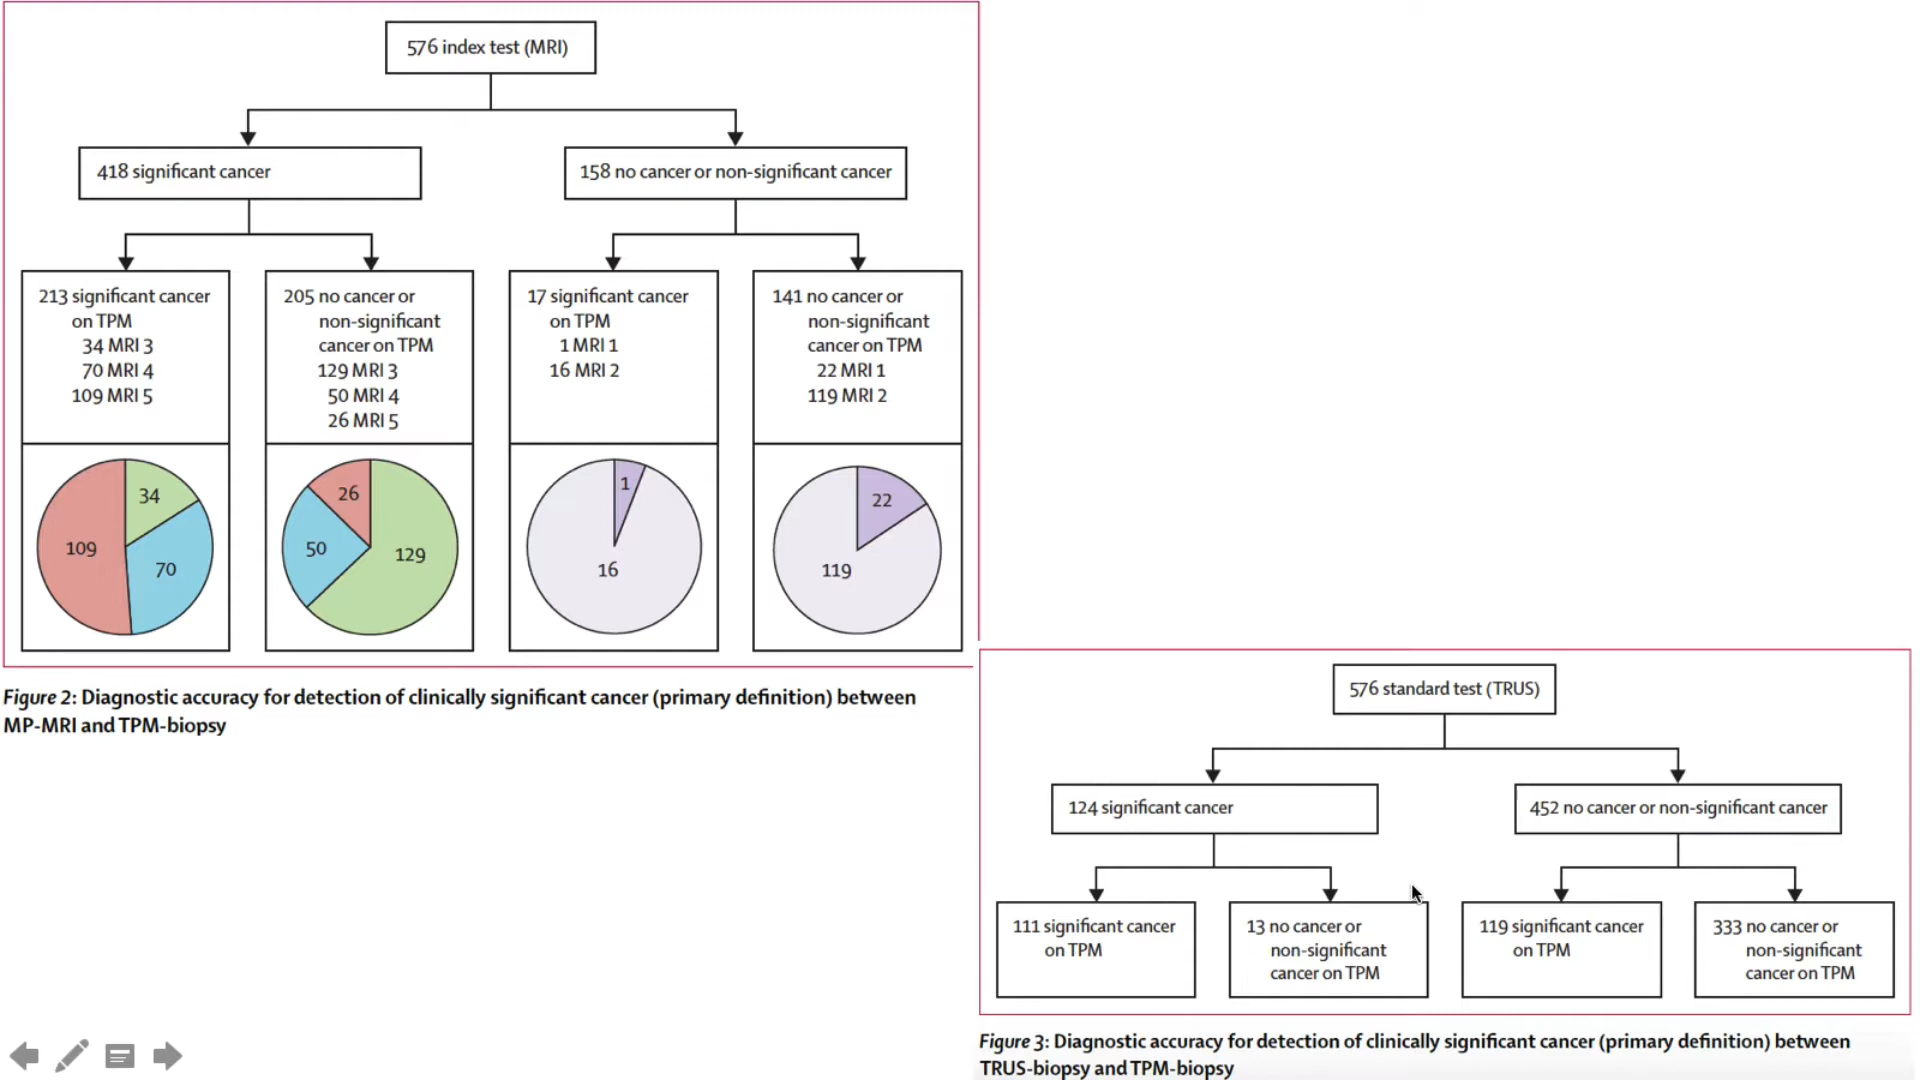 576 index test (MRI)
418 significant cancer
158 no cancer or non-significant cancer
213 significant cancer
on TPM
34 MRI 3
70 MRI 4
109 MRI 5
205 no cancer or
non-significant
cancer on TPM
129 MRI 3
50 MRI 4
26 MRI 5
17 significant cancer
on TPM
1 MRI 1
16 MRI 2
141 no cancer or
non-significant
cancer on TPM
22 MRI 1
119 MRI 2
34
109
70
26
50
129
1
16
22
119
Figure 2: Diagnostic accuracy for detection of clinically significant cancer (primary definition) between
MP-MRI and TPM-biopsy
576 standard test (TRUS)
124 significant cancer
452 no cancer or non-significant cancer
111 significant cancer
on TPM
13 no cancer or
non-significant
cancer on TPM
119 significant cancer
on TPM
333 no cancer or
non-significant
cancer on TPM
Figure 3: Diagnostic accuracy for detection of clinically significant cancer (primary definition) between
TRUS-biopsy and TPM-biopsy